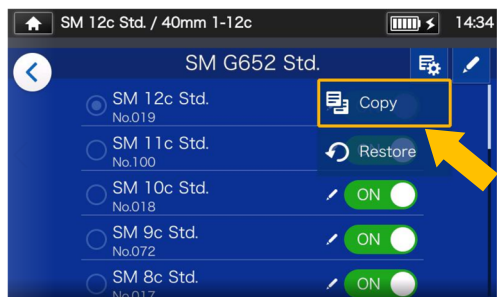 SM 12c Std. / 40mm 1-12c
14:34
SM G652 Std.
SM 12c Std.
No.019
Copy
SM 11c Std.
No.100
Restore
SM 10c Std.
No.018
ON
SM 9c Std.
No.072
ON
SM 8c Std.
No.017
ON